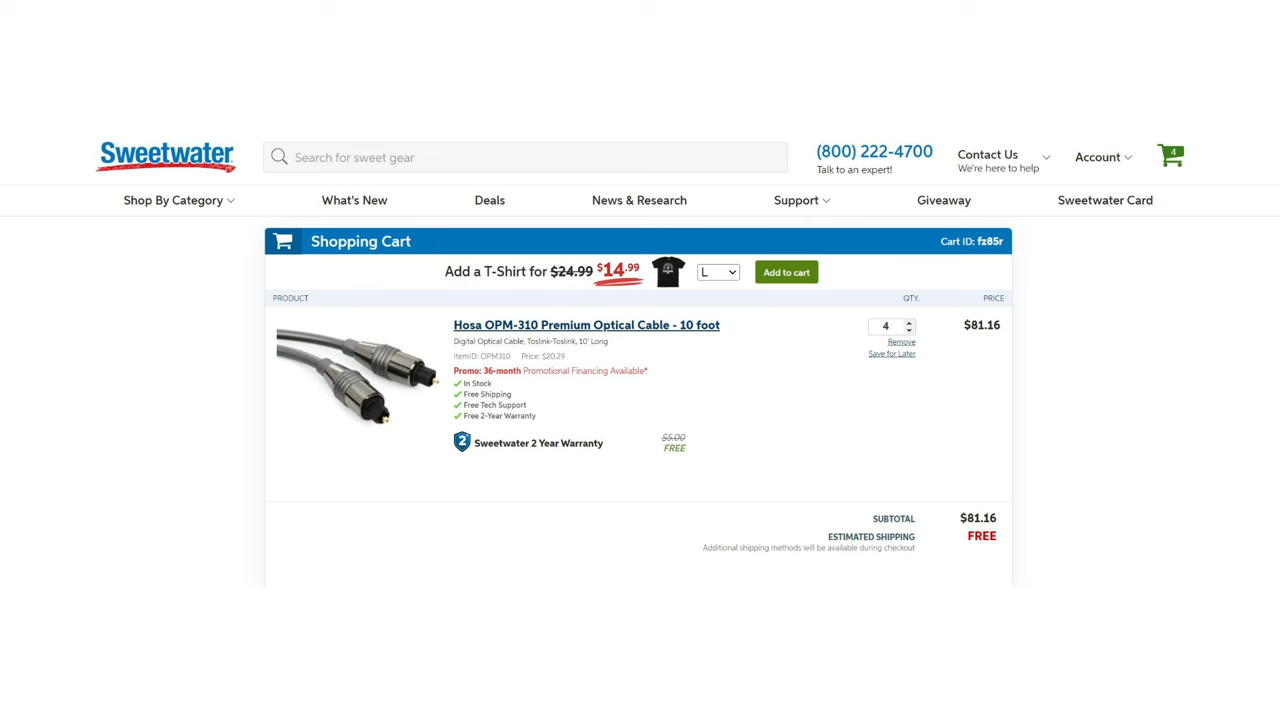 Sweetwater
Search for sweet gear
(800) 222-4700
Talk to an expert!
Contact Us
We're here to help
Account
4
Shop By Category
What's New
Deals
News & Research
Support
Giveaway
Sweetwater Card
Shopping Cart
Cart ID: fz85r
Add a T-Shirt for $24.99 $14.99
L
Add to cart
PRODUCT
QTY.
PRICE
Hosa OPM-310 Premium Optical Cable - 10 foot
4
$81.16
Digital Optical Cable, Toslink-Toslink, 10' Long
Remove
ItemID: OPM310 Price: $20.29
Save for Later
Promo: 36-month Promotional Financing Available*
In Stock
Free Shipping
Free Tech Support
Free 2-Year Warranty
2 Sweetwater 2 Year Warranty
$5.00
FREE
SUBTOTAL $81.16
ESTIMATED SHIPPING FREE
Additional shipping methods will be available during checkout